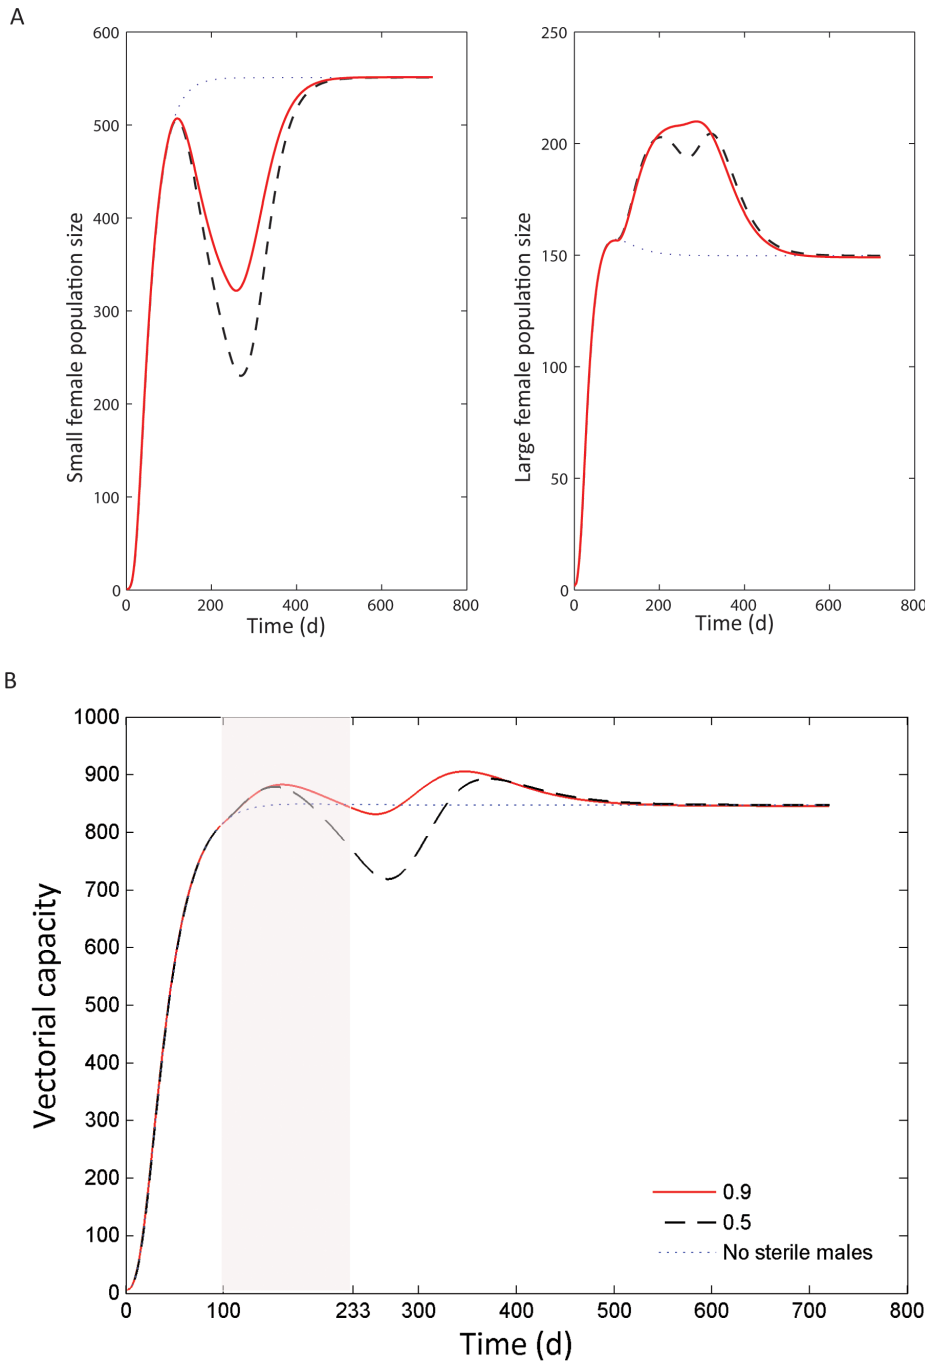 A
600
500
400
300
200
100
0
0 200 400 600 800
Small female population size
Time (d)
250
200
150
100
50
0
0 200 400 600 800
Large female population size
Time (d)
B
1000
900
800
700
600
500
400
300
200
100
0
0 100 233 300 400 500 600 700 800
Vectorial capacity
Time (d)
0.9
0.5
No sterile males